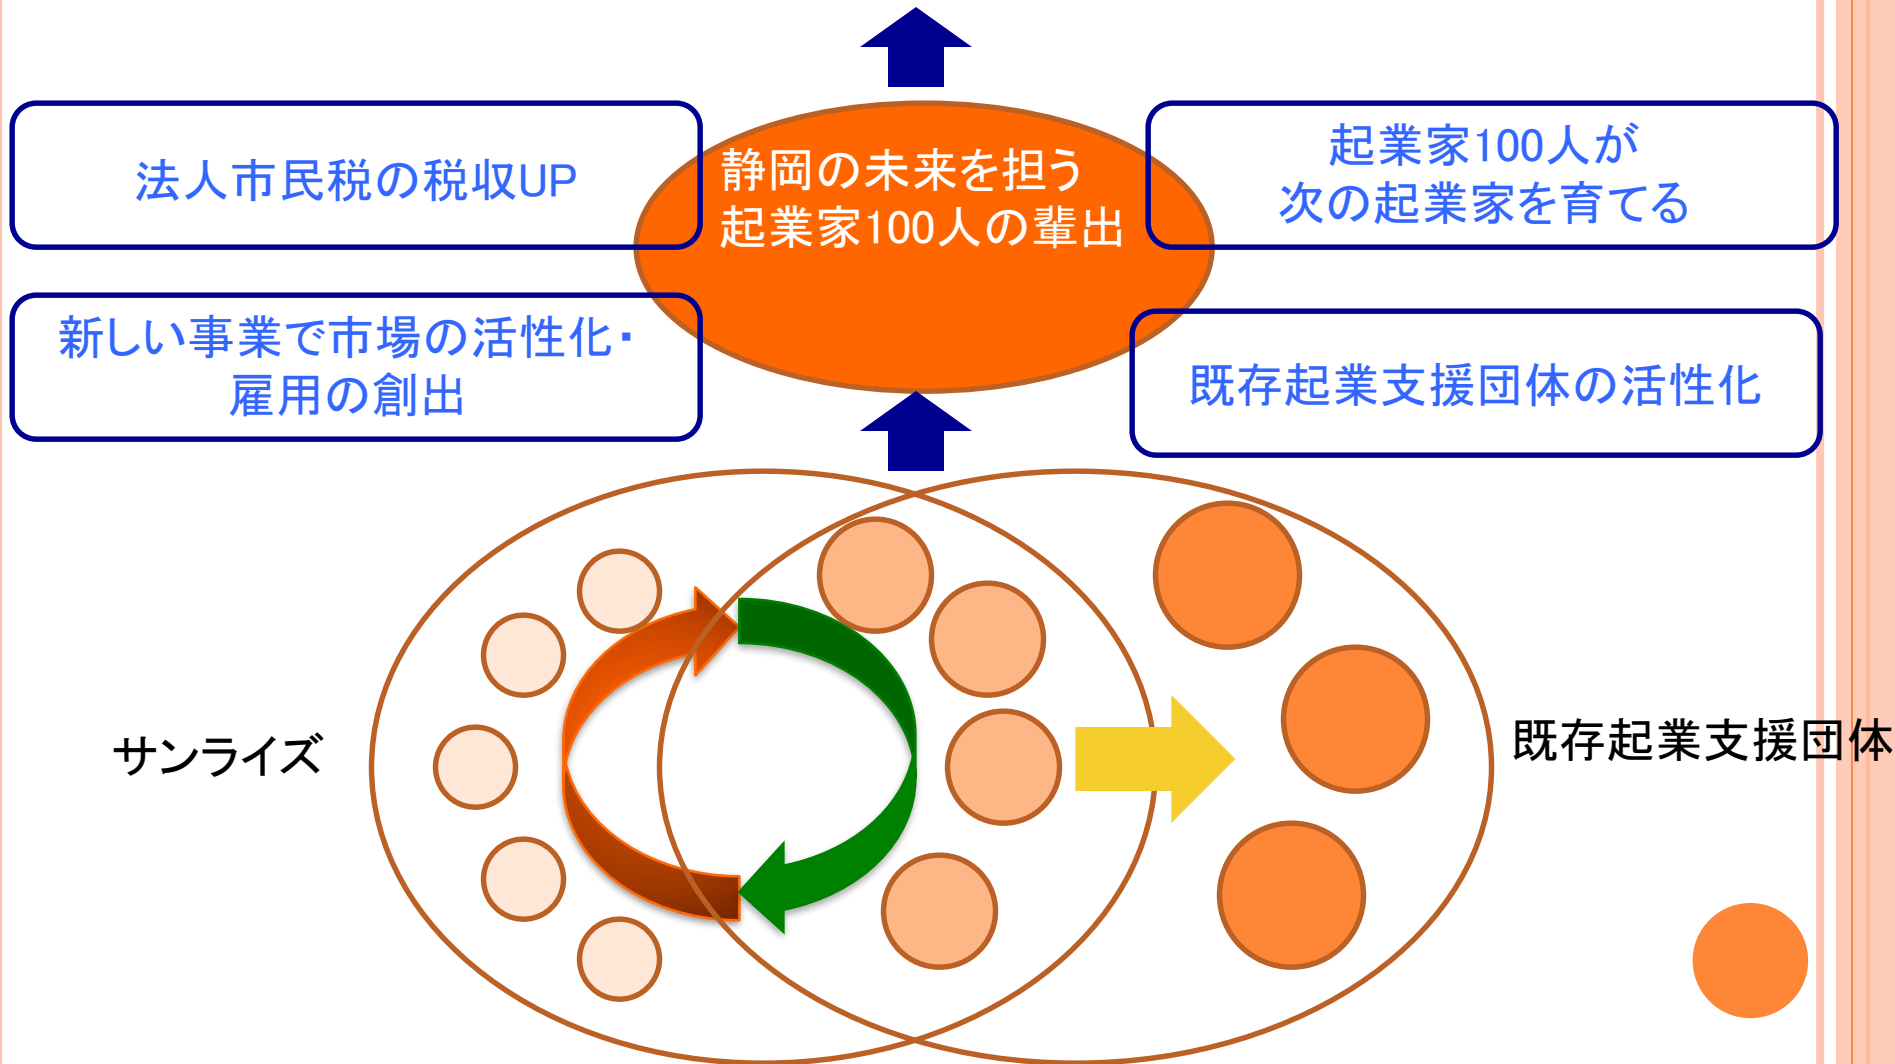 法人市民税の税収UP
静岡の未来を担う
起業家100人の輩出
起業家100人が
次の起業家を育てる
新しい事業で市場の活性化・
雇用の創出
既存起業支援団体の活性化
サンライズ
既存起業支援団体